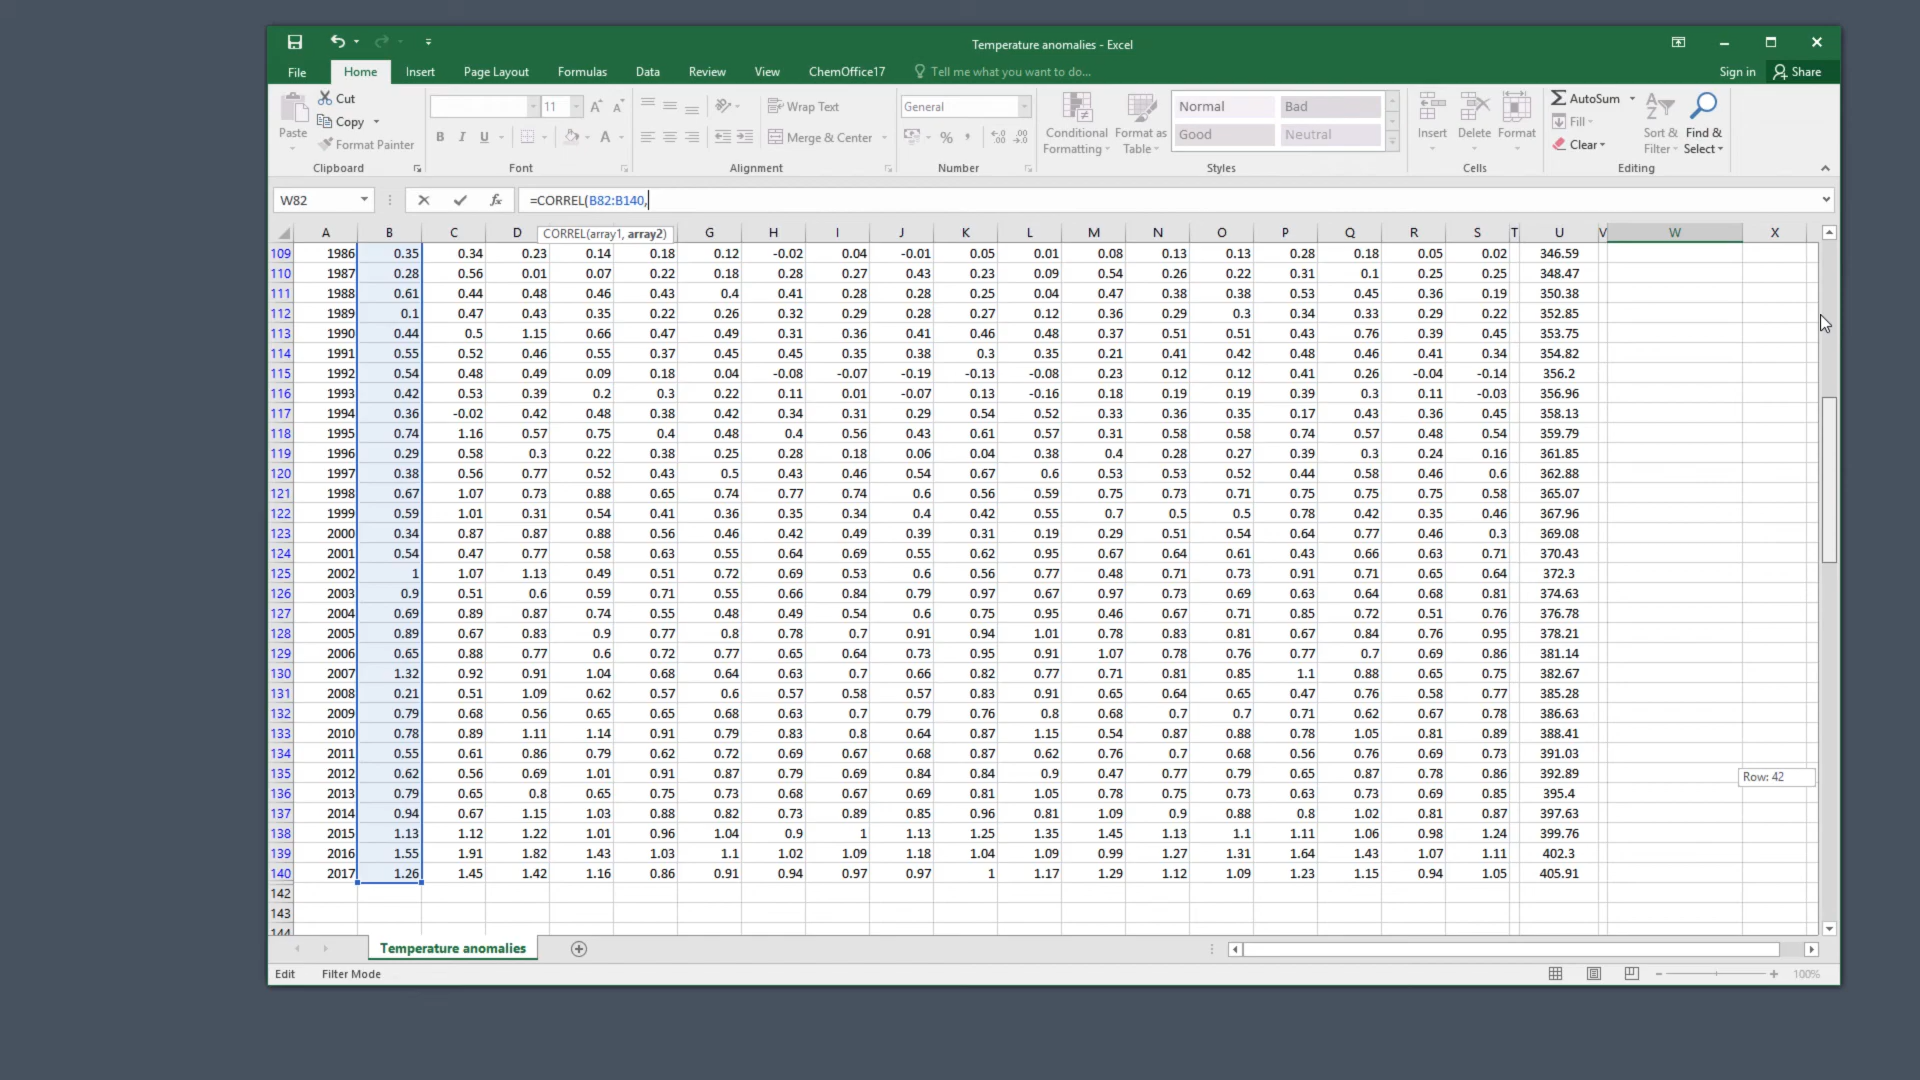 Temperature anomalies - Excel
File Home Insert Page Layout Formulas Data Review View ChemOffice17 Tell me what you want to do... Sign in Share
Paste Cut Copy Format Painter Clipboard
11 B I U A Font
Wrap Text Merge & Center Alignment
General % , Number
Conditional Formatting Format as Table Normal Bad Good Neutral Styles
Insert Delete Format Cells
AutoSum Fill Clear Sort & Filter Find & Select Editing
W82 fx =CORREL(B82:B140,
CORREL(array1, array2)
A B C D G H I J K L M N O P Q R S T U V W X
109 1986 0.35 0.34 0.23 0.14 0.18 0.12 -0.02 0.04 -0.01 0.05 0.01 0.08 0.13 0.13 0.28 0.18 0.05 0.02 346.59
110 1987 0.28 0.56 0.01 0.07 0.22 0.18 0.28 0.27 0.43 0.23 0.09 0.54 0.26 0.22 0.31 0.1 0.25 0.25 348.47
111 1988 0.61 0.44 0.48 0.46 0.43 0.4 0.41 0.28 0.28 0.25 0.04 0.47 0.38 0.38 0.53 0.45 0.36 0.19 350.38
112 1989 0.1 0.47 0.43 0.35 0.22 0.26 0.32 0.29 0.28 0.27 0.12 0.36 0.29 0.3 0.34 0.33 0.29 0.22 352.85
113 1990 0.44 0.5 1.15 0.66 0.47 0.49 0.31 0.36 0.41 0.46 0.48 0.37 0.51 0.51 0.43 0.76 0.39 0.45 353.75
114 1991 0.55 0.52 0.46 0.55 0.37 0.45 0.45 0.35 0.38 0.3 0.35 0.21 0.41 0.42 0.48 0.46 0.41 0.34 354.82
115 1992 0.54 0.48 0.49 0.09 0.18 0.04 -0.08 -0.07 -0.19 -0.13 -0.08 0.23 0.12 0.12 0.41 0.26 -0.04 -0.14 356.2
116 1993 0.42 0.53 0.39 0.2 0.3 0.22 0.11 0.01 -0.07 0.13 -0.16 0.18 0.19 0.19 0.39 0.3 0.11 -0.03 356.96
117 1994 0.36 -0.02 0.42 0.48 0.38 0.42 0.34 0.31 0.29 0.54 0.52 0.33 0.36 0.35 0.17 0.43 0.36 0.45 358.13
118 1995 0.74 1.16 0.57 0.75 0.4 0.48 0.4 0.56 0.43 0.61 0.57 0.31 0.58 0.58 0.74 0.57 0.48 0.54 359.79
119 1996 0.29 0.58 0.3 0.22 0.38 0.25 0.28 0.18 0.06 0.04 0.38 0.4 0.28 0.27 0.39 0.3 0.24 0.16 361.85
120 1997 0.38 0.56 0.77 0.52 0.43 0.5 0.43 0.46 0.54 0.67 0.6 0.53 0.53 0.52 0.44 0.58 0.46 0.6 362.88
121 1998 0.67 1.07 0.73 0.88 0.65 0.74 0.77 0.74 0.6 0.56 0.59 0.75 0.73 0.71 0.75 0.75 0.75 0.58 365.07
122 1999 0.59 1.01 0.31 0.54 0.41 0.36 0.35 0.34 0.4 0.42 0.55 0.7 0.5 0.5 0.78 0.42 0.35 0.46 367.96
123 2000 0.34 0.87 0.87 0.88 0.56 0.46 0.42 0.49 0.39 0.31 0.19 0.29 0.51 0.54 0.64 0.77 0.46 0.3 369.08
124 2001 0.54 0.47 0.77 0.58 0.63 0.55 0.64 0.69 0.55 0.62 0.95 0.67 0.64 0.61 0.43 0.66 0.63 0.71 370.43
125 2002 1 1.07 1.13 0.49 0.51 0.72 0.69 0.53 0.6 0.56 0.77 0.48 0.71 0.73 0.91 0.71 0.65 0.64 372.3
126 2003 0.9 0.51 0.6 0.59 0.71 0.55 0.66 0.84 0.79 0.97 0.67 0.97 0.73 0.69 0.63 0.64 0.68 0.81 374.63
127 2004 0.69 0.89 0.87 0.74 0.55 0.48 0.49 0.54 0.6 0.75 0.95 0.46 0.67 0.71 0.85 0.72 0.51 0.76 376.78
128 2005 0.89 0.67 0.83 0.9 0.77 0.8 0.78 0.7 0.91 0.94 1.01 0.78 0.83 0.81 0.67 0.84 0.76 0.95 378.21
129 2006 0.65 0.88 0.77 0.6 0.72 0.77 0.65 0.64 0.73 0.95 0.91 1.07 0.78 0.76 0.77 0.7 0.69 0.86 381.14
130 2007 1.32 0.92 0.91 1.04 0.68 0.64 0.63 0.7 0.66 0.82 0.77 0.71 0.81 0.85 1.1 0.88 0.65 0.75 382.67
131 2008 0.21 0.51 1.09 0.62 0.57 0.6 0.57 0.58 0.57 0.83 0.91 0.65 0.64 0.65 0.47 0.76 0.58 0.77 385.28
132 2009 0.79 0.68 0.56 0.65 0.65 0.68 0.63 0.7 0.79 0.76 0.8 0.68 0.7 0.7 0.71 0.62 0.67 0.78 386.63
133 2010 0.78 0.89 1.11 1.14 0.91 0.79 0.83 0.8 0.64 0.87 1.15 0.54 0.87 0.88 0.78 1.05 0.81 0.89 388.41
134 2011 0.55 0.61 0.86 0.79 0.62 0.72 0.69 0.67 0.68 0.87 0.62 0.76 0.7 0.68 0.56 0.76 0.69 0.73 391.03
135 2012 0.62 0.56 0.69 1.01 0.91 0.87 0.79 0.69 0.84 0.84 0.9 0.47 0.77 0.79 0.65 0.87 0.78 0.86 392.89
Row: 42
136 2013 0.79 0.65 0.8 0.65 0.75 0.73 0.68 0.67 0.69 0.81 1.05 0.78 0.75 0.73 0.63 0.73 0.69 0.85 395.4
137 2014 0.94 0.67 1.15 1.03 0.88 0.82 0.73 0.89 0.85 0.96 0.81 1.09 0.9 0.88 0.8 1.02 0.81 0.87 397.63
138 2015 1.13 1.12 1.22 1.01 0.96 1.04 0.9 1 1.13 1.25 1.35 1.45 1.13 1.1 1.11 1.06 0.98 1.24 399.76
139 2016 1.55 1.91 1.82 1.43 1.03 1.1 1.02 1.09 1.18 1.04 1.09 0.99 1.27 1.31 1.64 1.43 1.07 1.11 402.3
140 2017 1.26 1.45 1.42 1.16 0.86 0.91 0.94 0.97 0.97 1 1.17 1.29 1.12 1.09 1.23 1.15 0.94 1.05 405.91
142
143
144
Temperature anomalies
Edit Filter Mode 100%